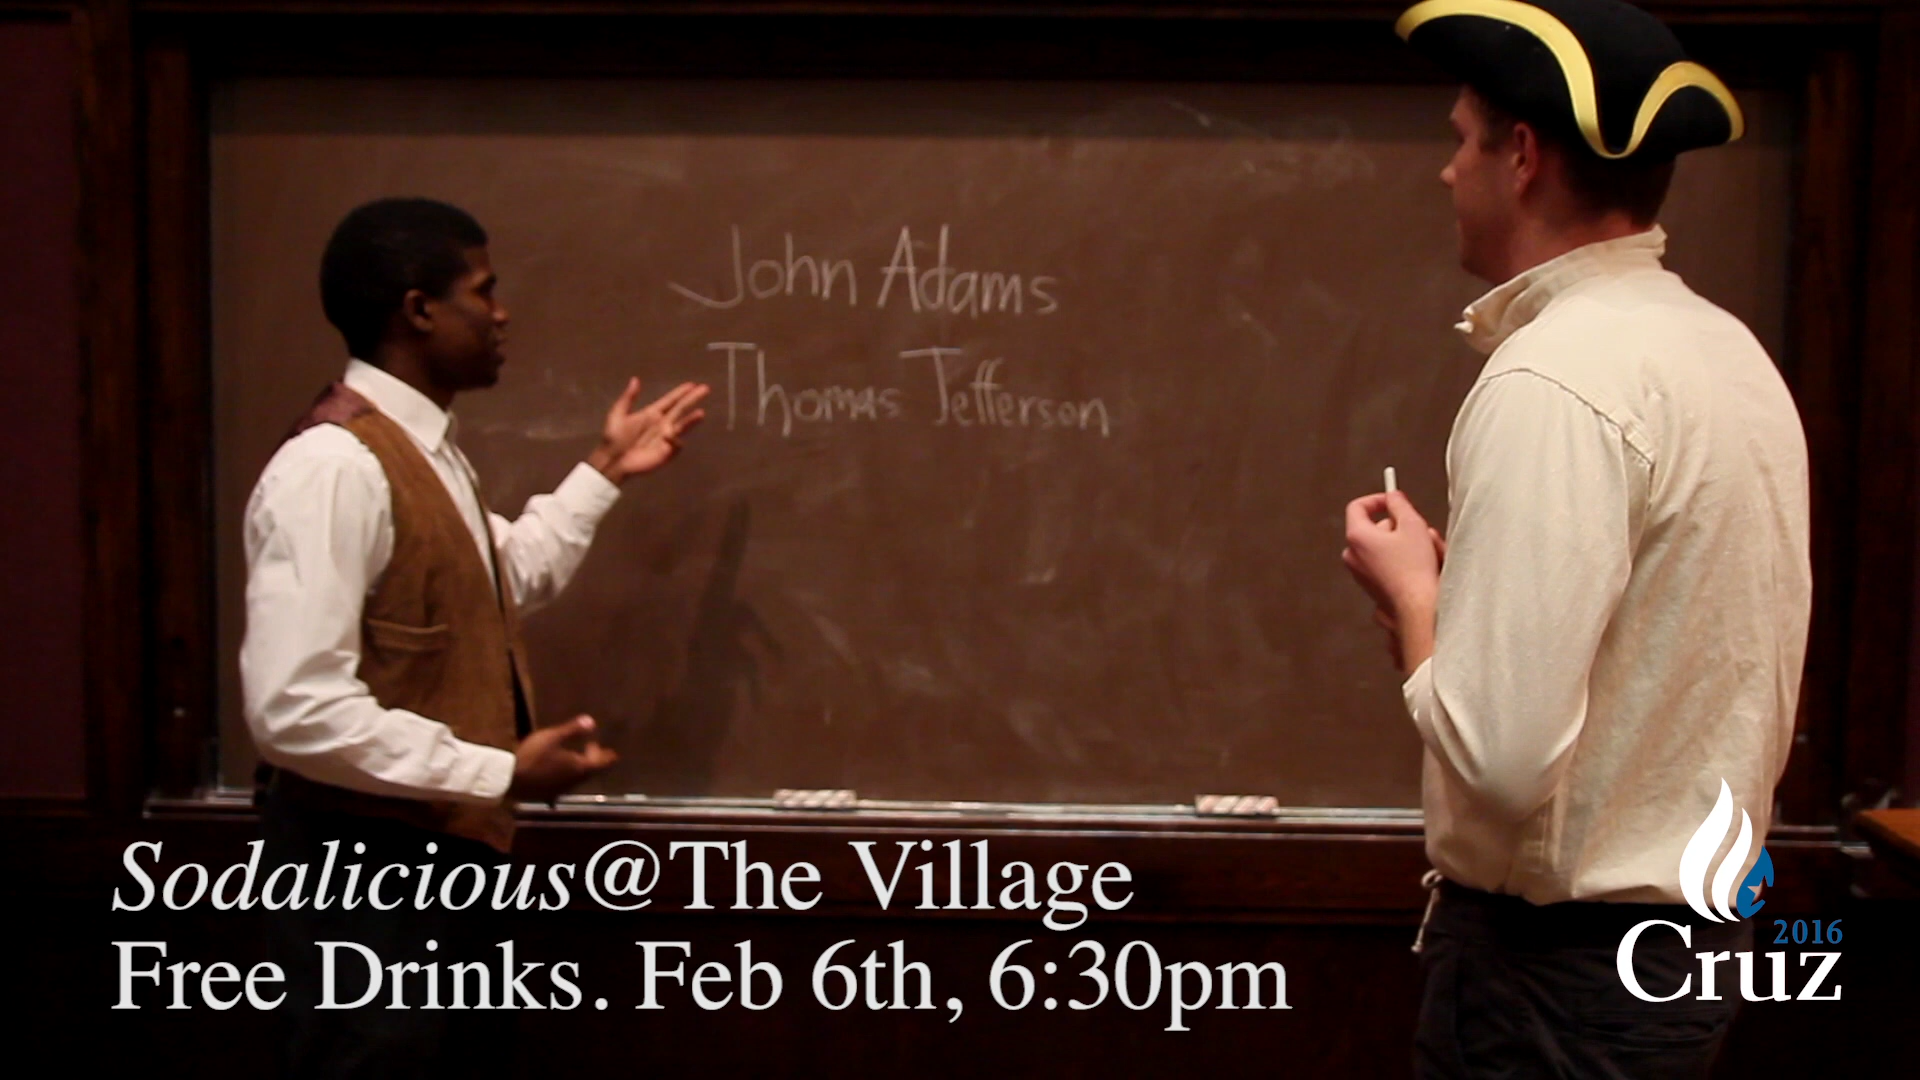 John Adams
Thomas Jefferson
Sodalicious@The Village
Free Drinks. Feb 6th, 6:30pm
2016
Cruz